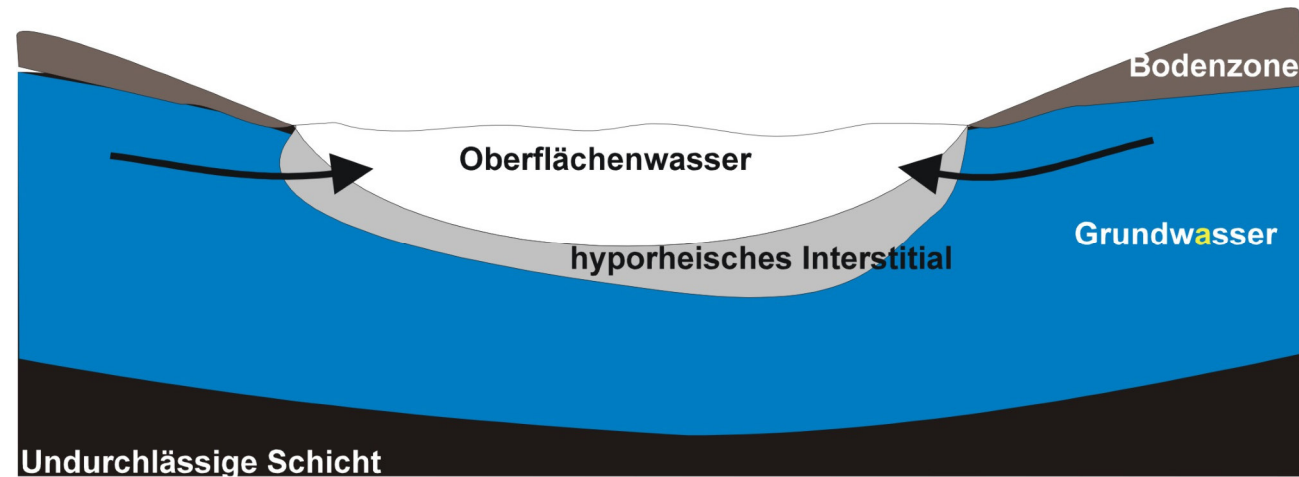 Bodenzone
Oberflächenwasser
Grundwasser
hyporheisches Interstitial
Undurchlässige Schicht